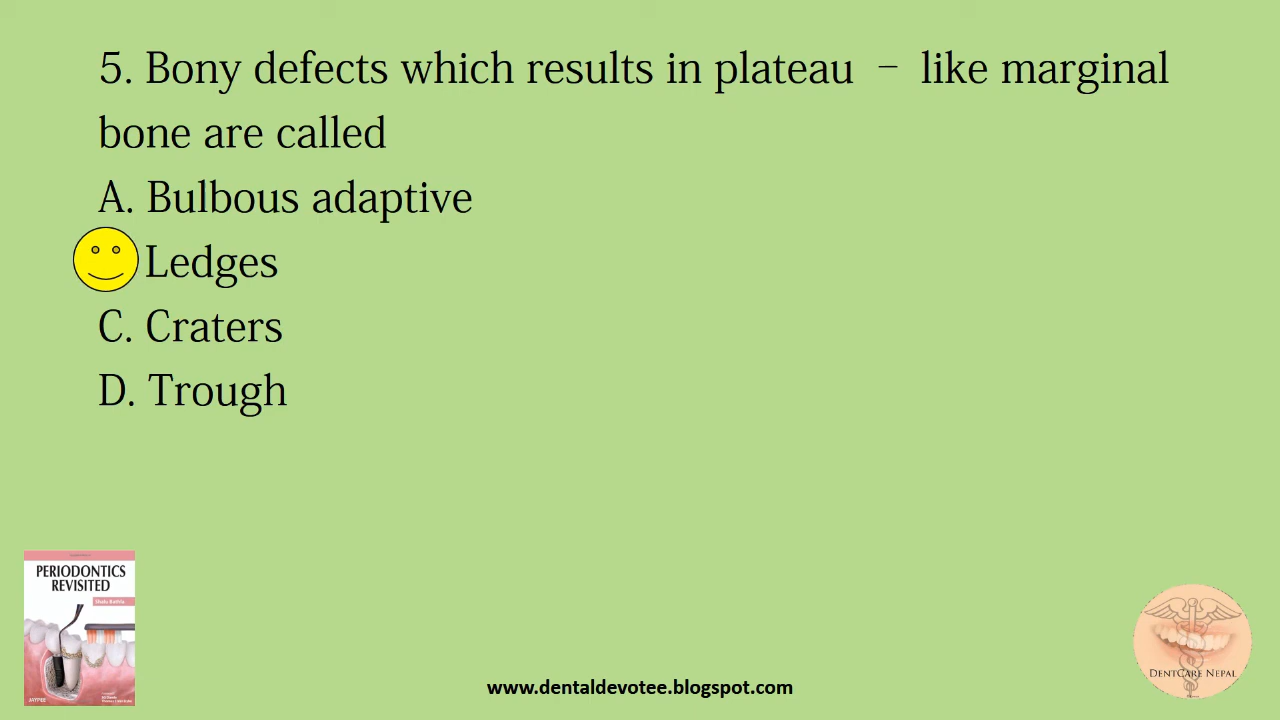 5. Bony defects which results in plateau – like marginal
bone are called
A. Bulbous adaptive
Ledges
C. Craters
D. Trough
PERIODONTICS
REVISITED
JAYPEE
www.dentaldevotee.blogspot.com
DENTCARE NEPAL